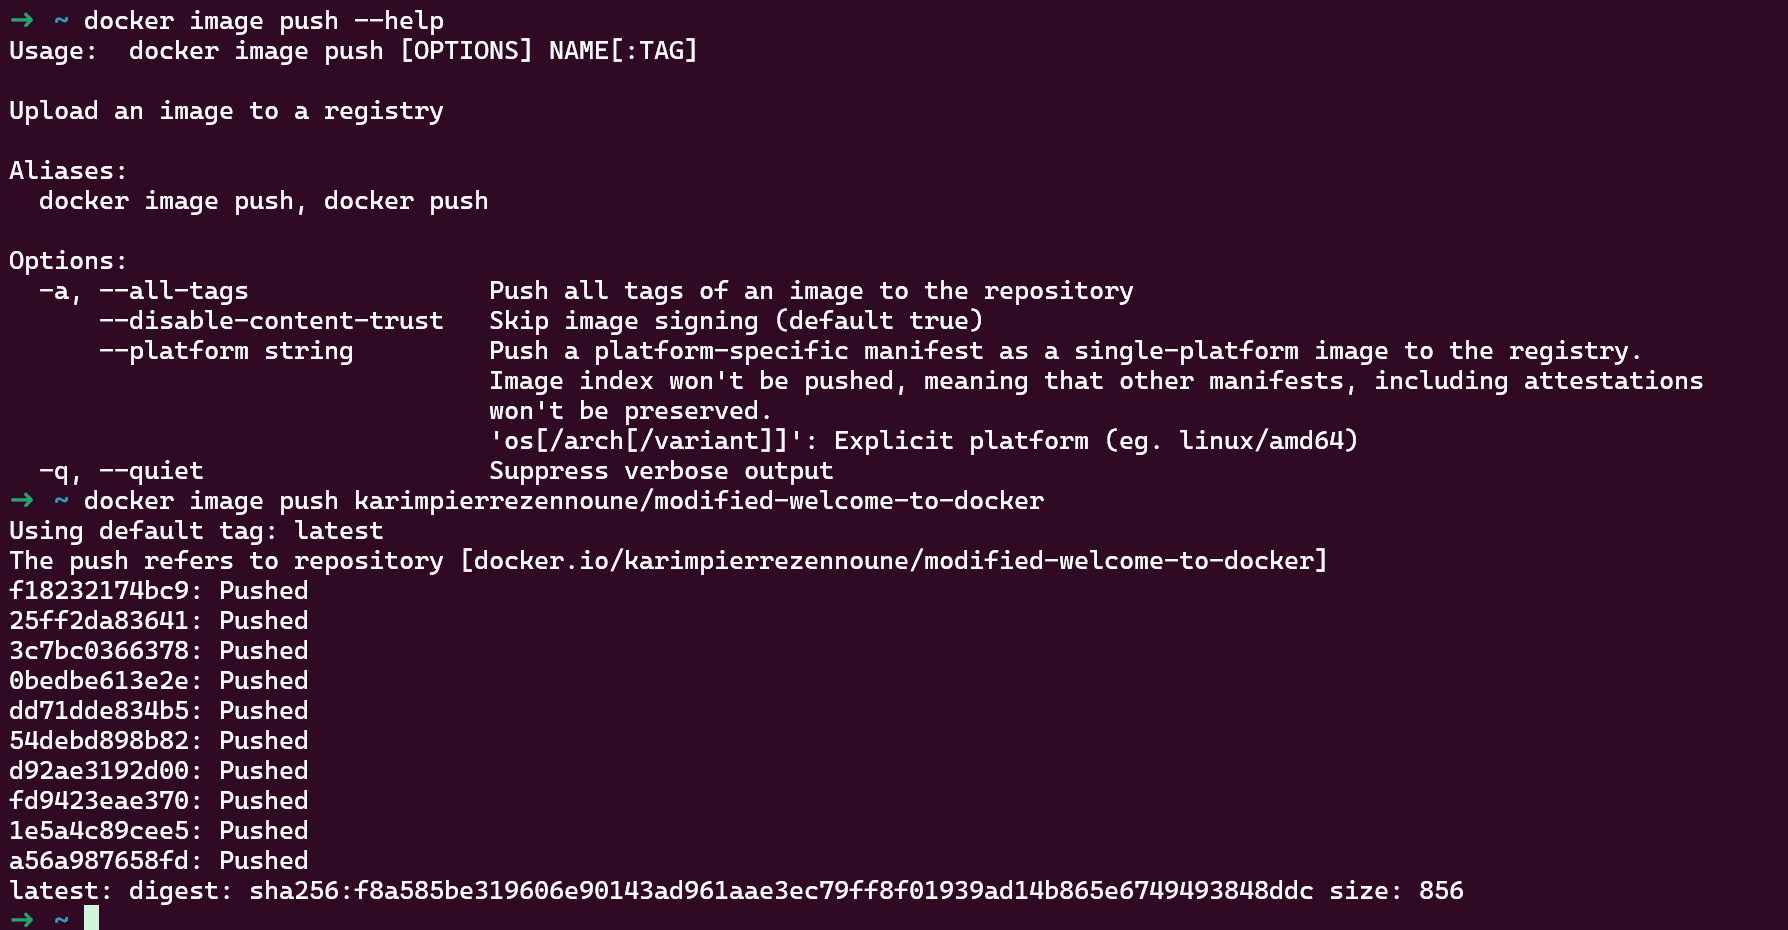 → ~ docker image push --help
Usage:  docker image push [OPTIONS] NAME[:TAG]

Upload an image to a registry

Aliases:
  docker image push, docker push

Options:
  -a, --all-tags                Push all tags of an image to the repository
      --disable-content-trust   Skip image signing (default true)
      --platform string         Push a platform-specific manifest as a single-platform image to the registry.
                                Image index won't be pushed, meaning that other manifests, including attestations
                                won't be preserved.
                                'os[/arch[/variant]]': Explicit platform (eg. linux/amd64)
  -q, --quiet                   Suppress verbose output
→ ~ docker image push karimpierrezennoune/modified-welcome-to-docker
Using default tag: latest
The push refers to repository [docker.io/karimpierrezennoune/modified-welcome-to-docker]
f18232174bc9: Pushed
25ff2da83641: Pushed
3c7bc0366378: Pushed
0bedbe613e2e: Pushed
dd71dde834b5: Pushed
54debd898b82: Pushed
d92ae3192d00: Pushed
fd9423eae370: Pushed
1e5a4c89cee5: Pushed
a56a987658fd: Pushed
latest: digest: sha256:f8a585be319606e90143ad961aae3ec79ff8f01939ad14b865e6749493848ddc size: 856
→ ~